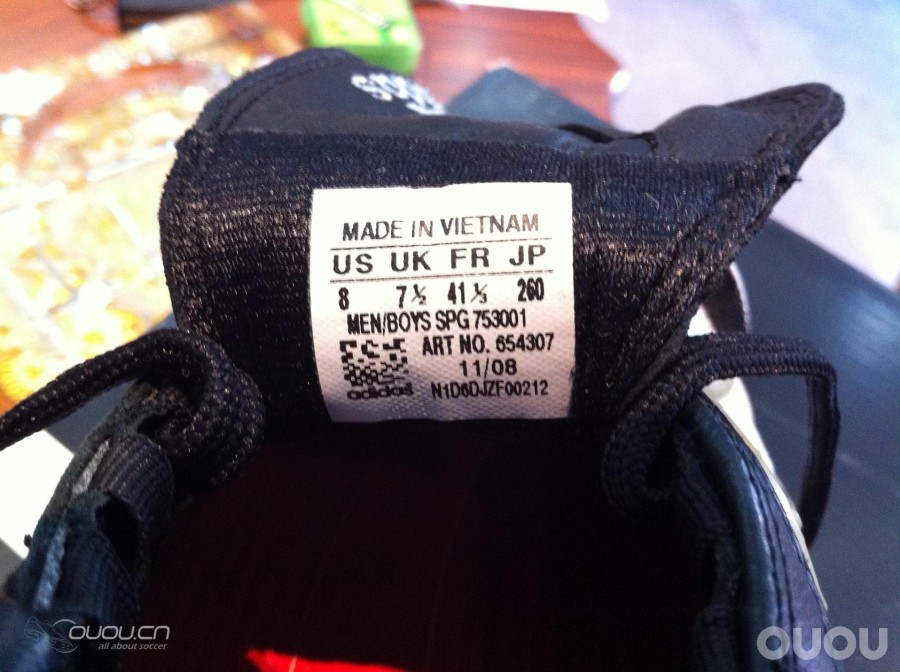 MADE IN VIETNAM
US UK FR JP
8 7½ 41⅓ 260
MEN/BOYS SPG 753001
ART NO. 654307
11/08
adidas N1D6DJZF00212
OUOU.CN
all about soccer
OUOU